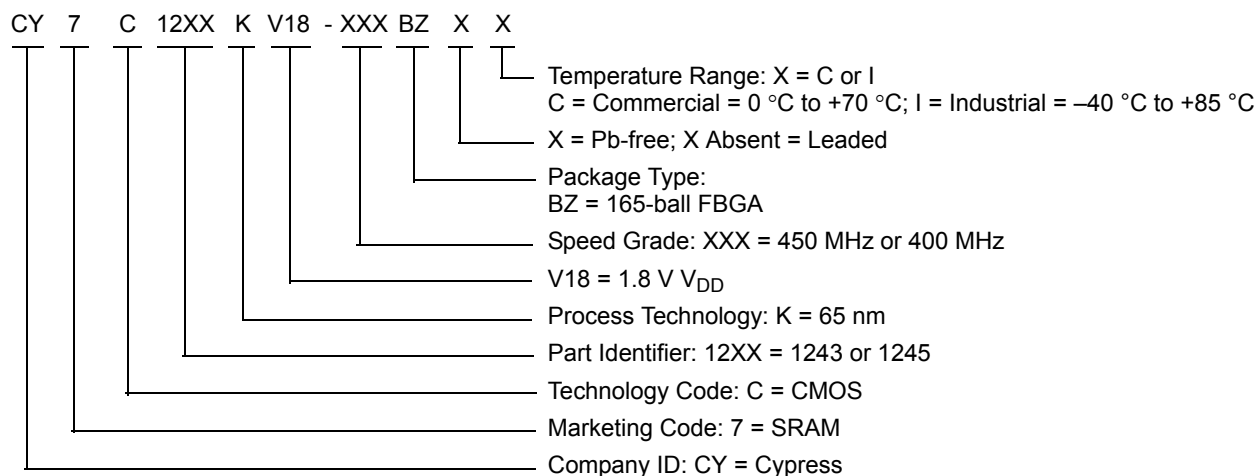 CY 7 C 12XX K V18 - XXX BZ X X
Temperature Range: X = C or I
C = Commercial = 0 °C to +70 °C; I = Industrial = –40 °C to +85 °C
X = Pb-free; X Absent = Leaded
Package Type:
BZ = 165-ball FBGA
Speed Grade: XXX = 450 MHz or 400 MHz
V18 = 1.8 V VDD
Process Technology: K = 65 nm
Part Identifier: 12XX = 1243 or 1245
Technology Code: C = CMOS
Marketing Code: 7 = SRAM
Company ID: CY = Cypress